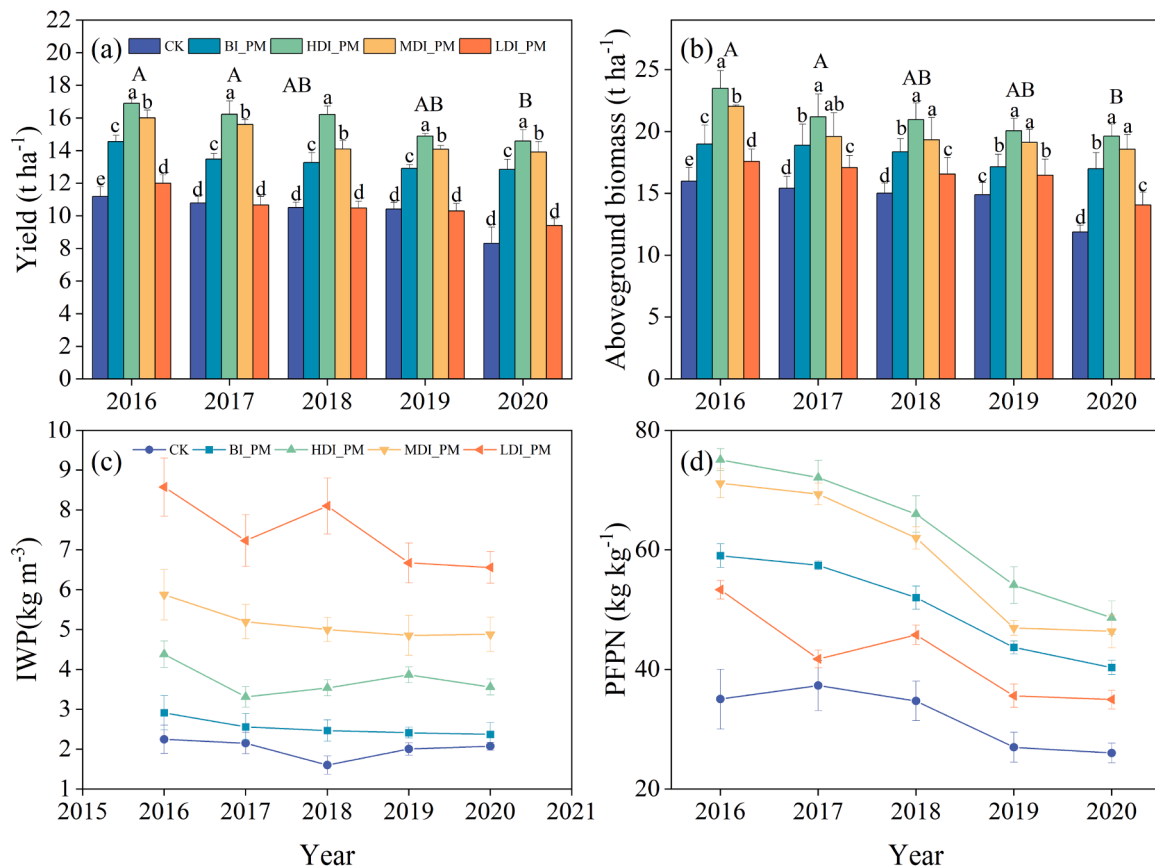 (a)
CK BI_PM HDI_PM MDI_PM LDI_PM
A A AB AB B
e c a b d
d c a b d
d c a b d
d c a b d
d c a b d
Yield (t ha⁻¹)
22
20
18
16
14
12
10
8
6
4
2
0
2016 2017 2018 2019 2020
(b)
A A AB AB B
e c a b d
d b a ab c
d b a a c
c b a a b
d b a a c
Aboveground biomass (t ha⁻¹)
25
20
15
10
5
0
2016 2017 2018 2019 2020
(c)
CK BI_PM HDI_PM MDI_PM LDI_PM
IWP(kg m⁻³)
10
9
8
7
6
5
4
3
2
1
2015 2016 2017 2018 2019 2020 2021
Year
(d)
PFPN (kg kg⁻¹)
80
60
40
20
2016 2017 2018 2019 2020
Year